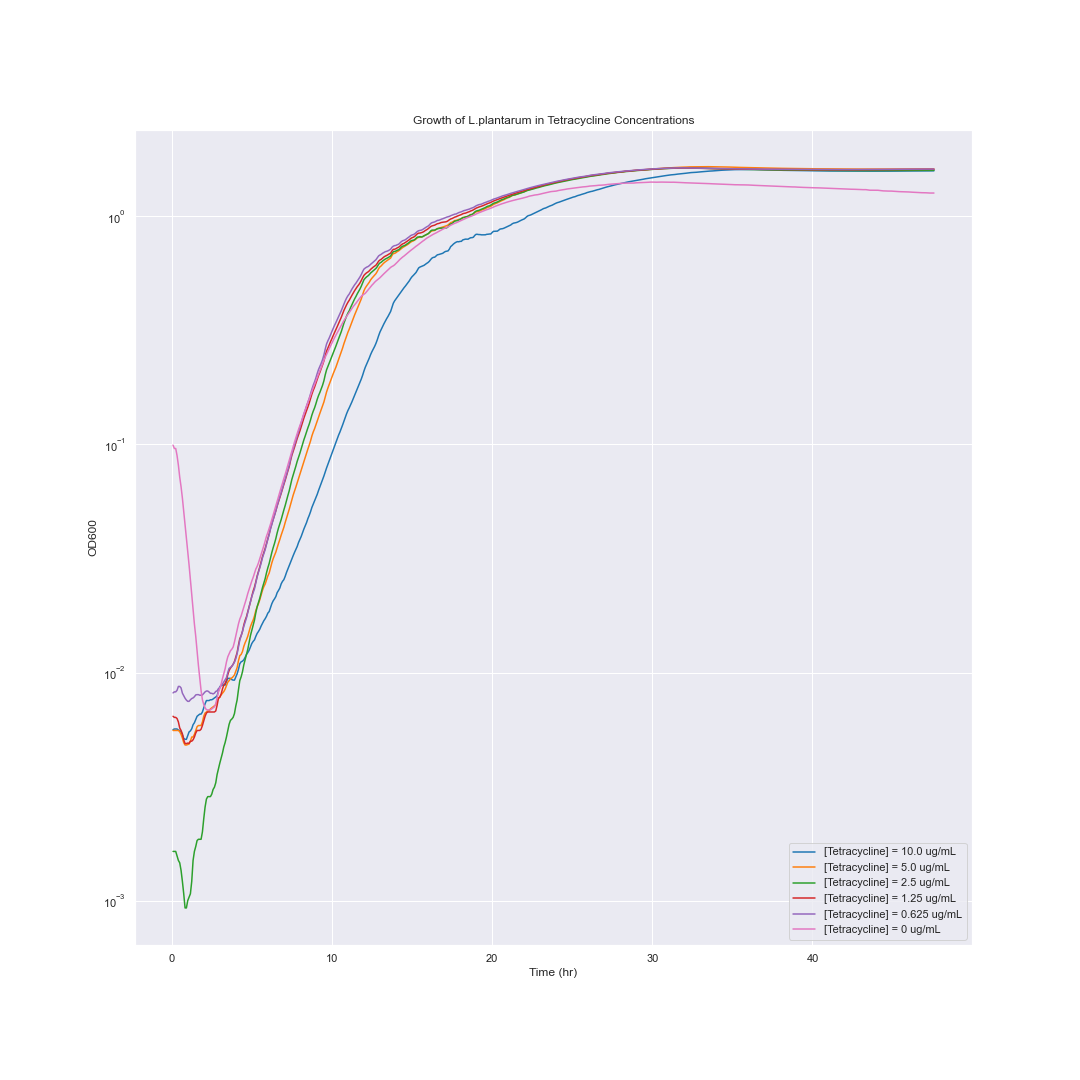 Growth of L.plantarum in Tetracycline Concentrations
OD600
10⁰
10⁻¹
10⁻²
10⁻³
0 10 20 30 40
Time (hr)
[Tetracycline] = 10.0 ug/mL
[Tetracycline] = 5.0 ug/mL
[Tetracycline] = 2.5 ug/mL
[Tetracycline] = 1.25 ug/mL
[Tetracycline] = 0.625 ug/mL
[Tetracycline] = 0 ug/mL